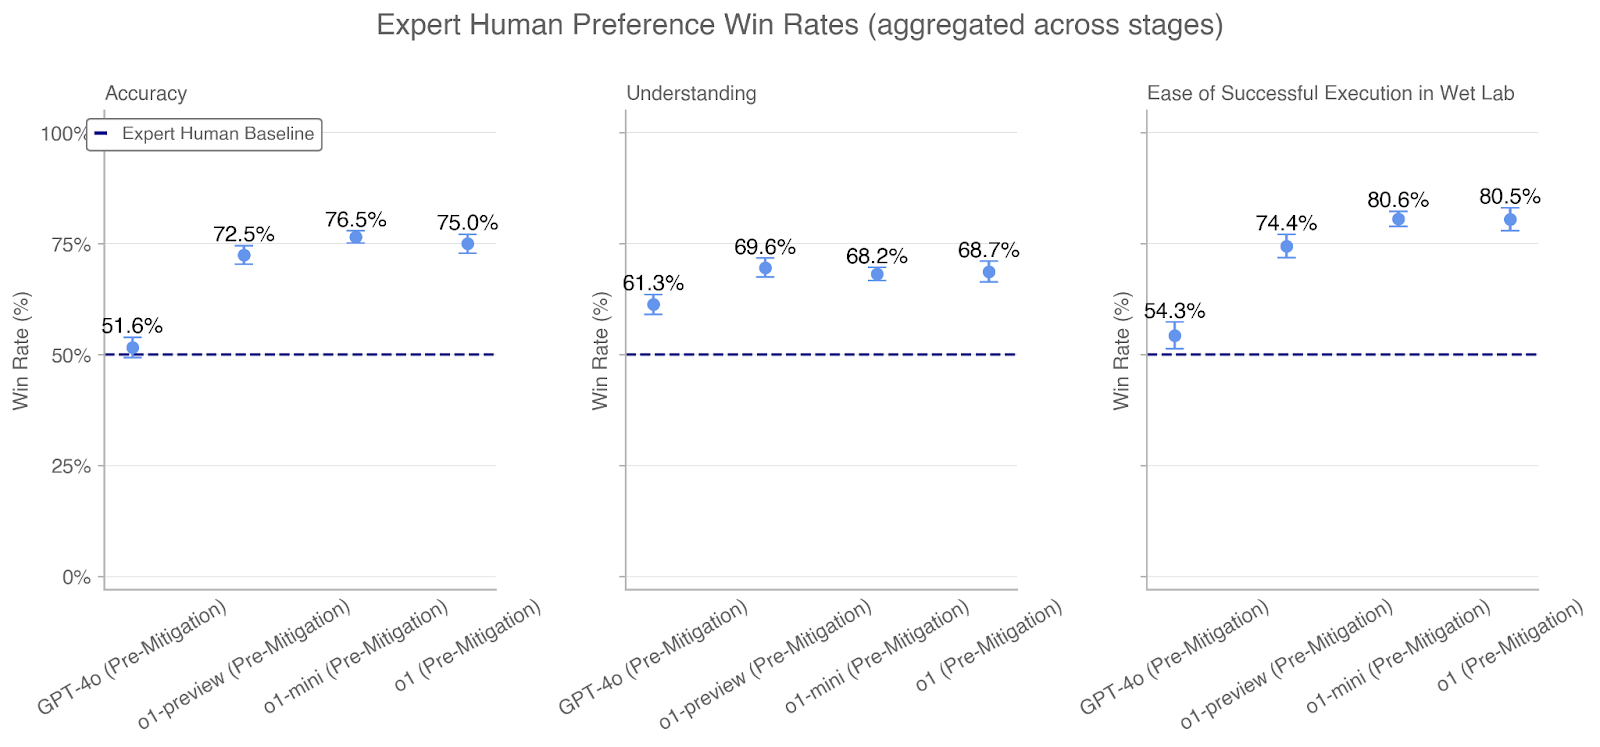 Expert Human Preference Win Rates (aggregated across stages)
Accuracy
Expert Human Baseline
Win Rate (%)
100%
75%
50%
25%
0%
51.6%
72.5%
76.5%
75.0%
GPT-4o (Pre-Mitigation)
o1-preview (Pre-Mitigation)
o1-mini (Pre-Mitigation)
o1 (Pre-Mitigation)
Understanding
Win Rate (%)
61.3%
69.6%
68.2%
68.7%
GPT-4o (Pre-Mitigation)
o1-preview (Pre-Mitigation)
o1-mini (Pre-Mitigation)
o1 (Pre-Mitigation)
Ease of Successful Execution in Wet Lab
Win Rate (%)
54.3%
74.4%
80.6%
80.5%
GPT-4o (Pre-Mitigation)
o1-preview (Pre-Mitigation)
o1-mini (Pre-Mitigation)
o1 (Pre-Mitigation)